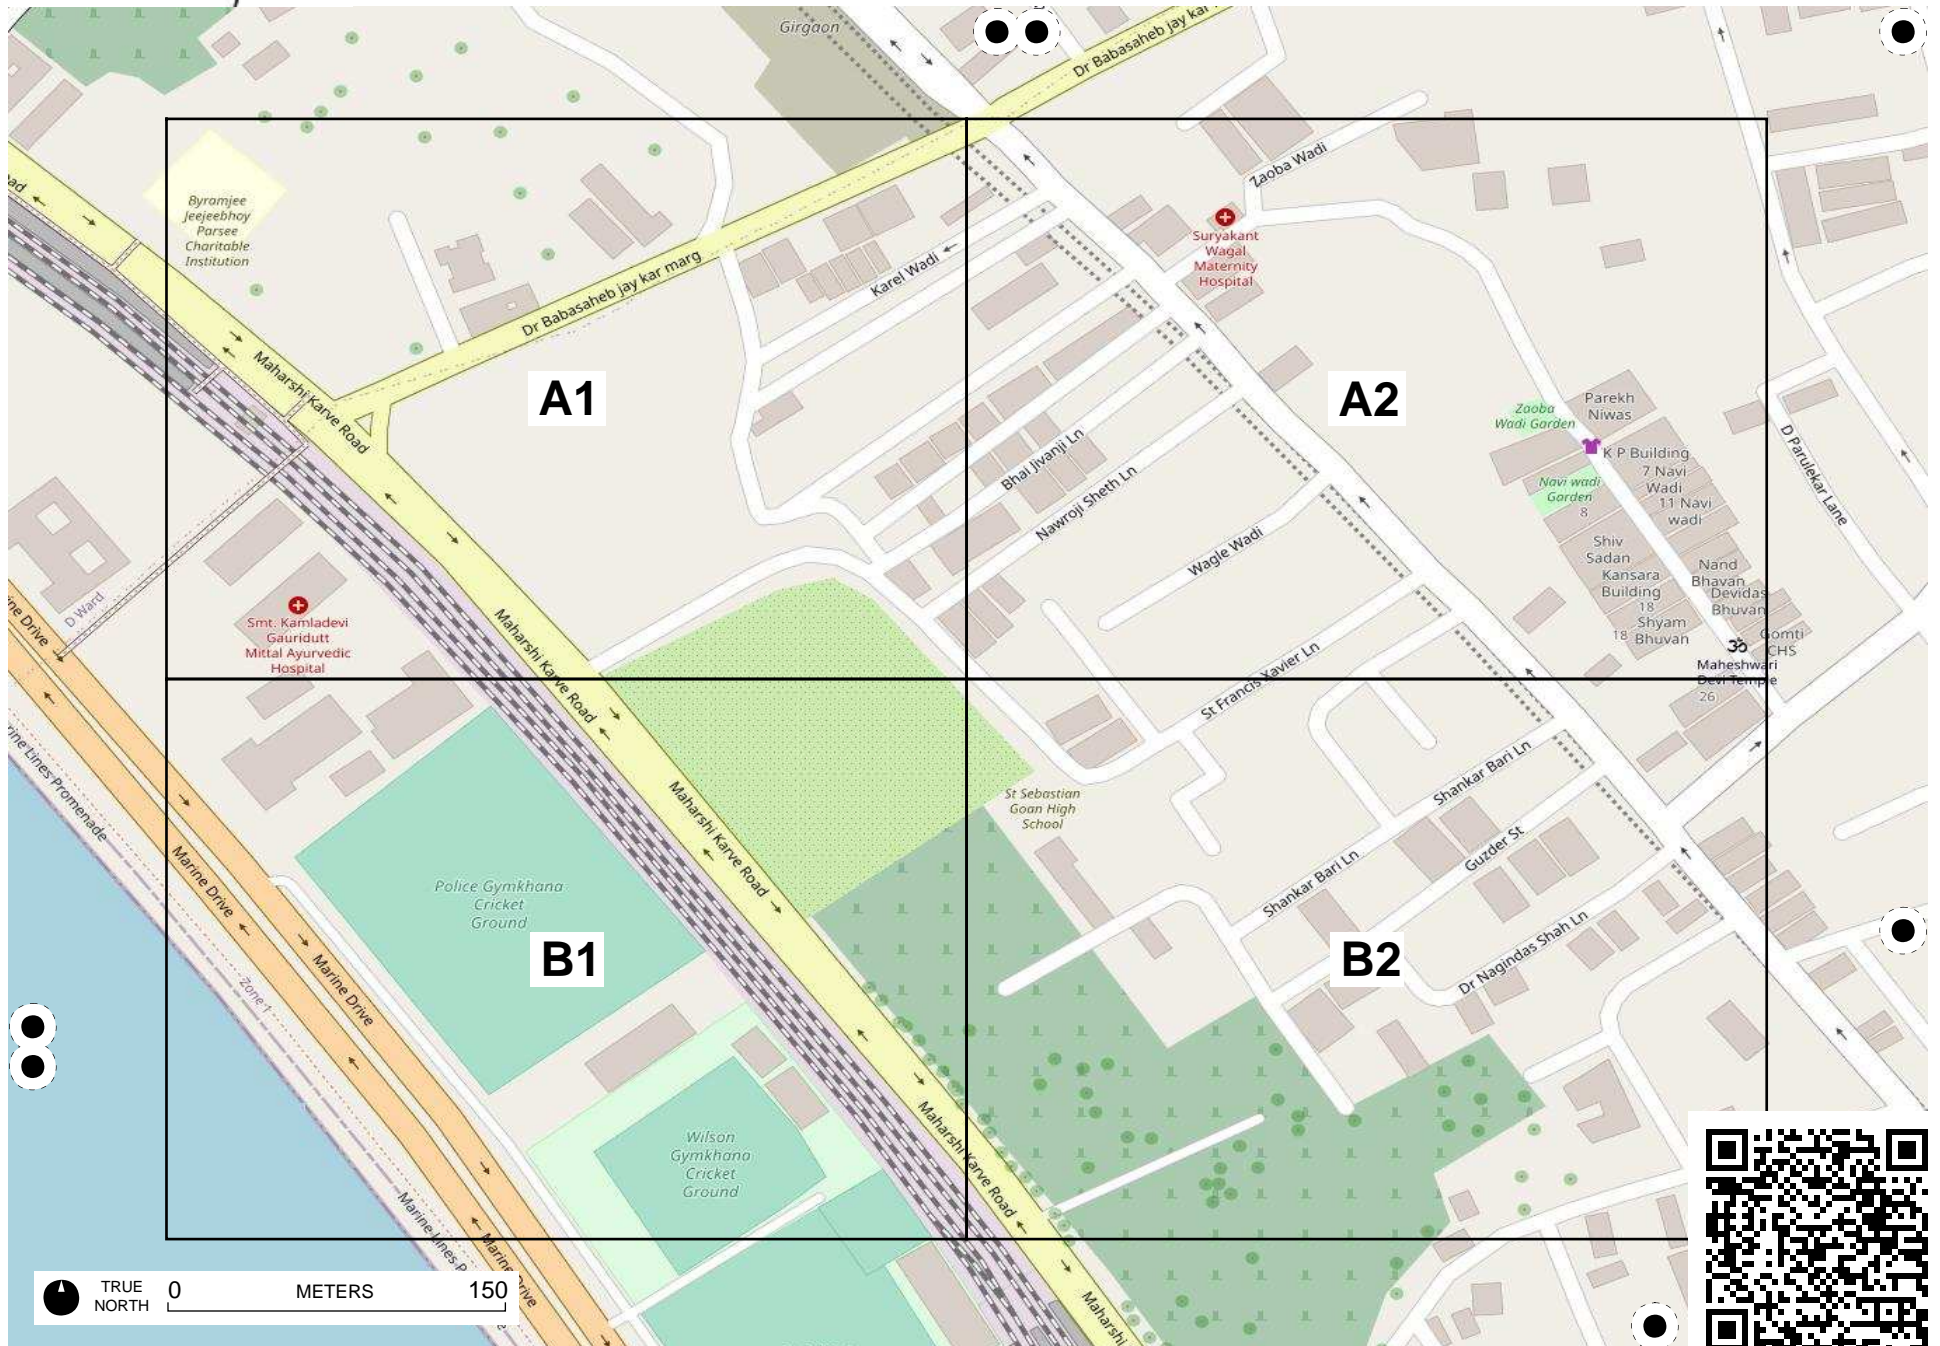 Girgaon
Dr Babasaheb jay kar
Byramjee
Jeejeebhoy
Parsee
Charitable
Institution
Zaoba Wadi
Suryakant
Wagal
Maternity
Hospital
Karel Wadi
Dr Babasaheb jay kar marg
Maharshi Karve Road
A1
A2
Zaoba
Wadi Garden
Parekh
Niwas
K P Building
7 Navi
Wadi
11 Navi
wadi
Navi wadi
Garden
8
D Parulekar Lane
Bhai Jivanji Ln
Nawroji Sheth Ln
Wagle Wadi
Shiv
Sadan
Kansara
Building
18
Shyam
Bhuvan
18
Nand
Bhavan
Devidas
Bhuvan
Gomti
CHS
Maheshwari
Devi Temple
26
D Ward
Smt. Kamladevi
Gauridutt
Mittal Ayurvedic
Hospital
Maharshi Karve Road
St Francis Xavier Ln
Shankar Bari Ln
St Sebastian
Goan High
School
Maharshi Karve Road
Marine Drive
Police Gymkhana
Cricket
Ground
Guzder St
Shankar Bari Ln
Dr Nagindas Shah Ln
B1
B2
Zone 1
Marine Drive
Wilson
Gymkhana
Cricket
Ground
Maharshi Karve Road
Maharshi
TRUE
NORTH
0 METERS 150